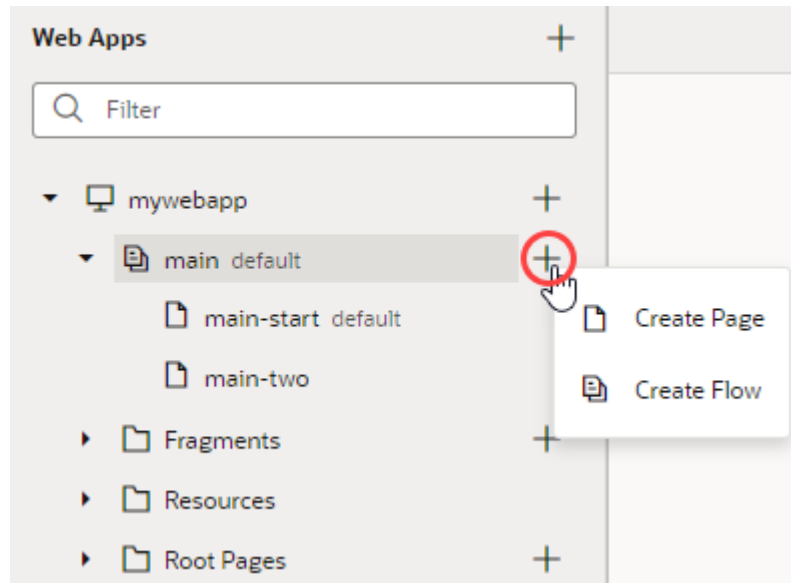 Web Apps
Filter
mywebapp
main default
main-start default
Create Page
main-two
Create Flow
Fragments
Resources
Root Pages